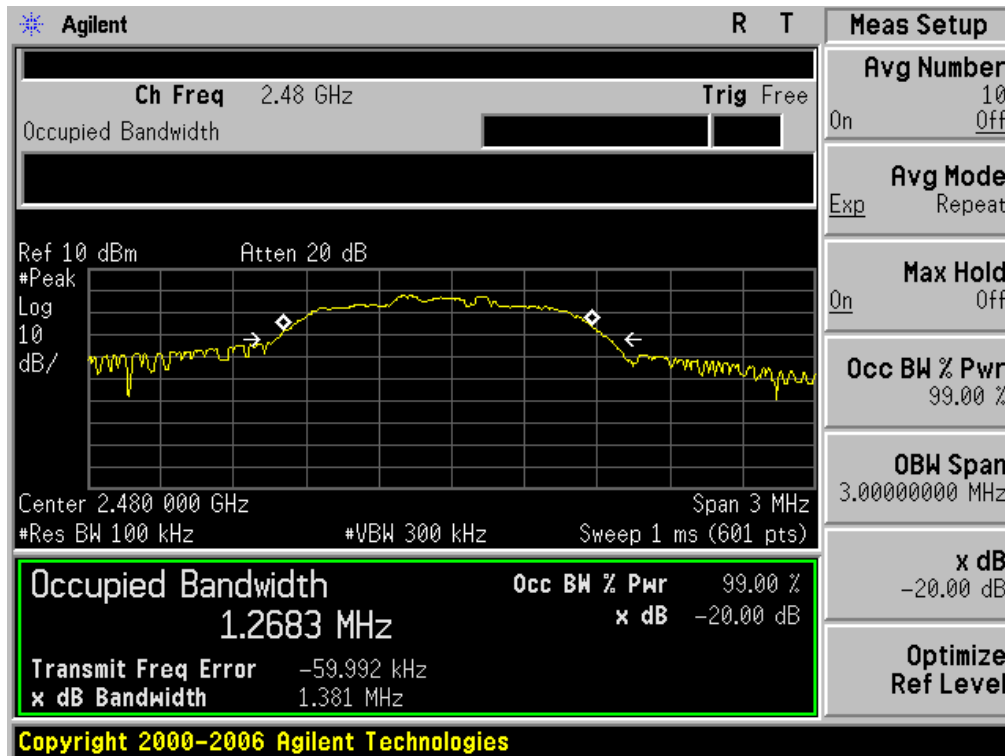 Agilent R T
Ch Freq 2.48 GHz Trig Free
Occupied Bandwidth
Ref 10 dBm Atten 20 dB
#Peak
Log
10
dB/
Center 2.480 000 GHz Span 3 MHz
#Res BW 100 kHz #VBW 300 kHz Sweep 1 ms (601 pts)
Occupied Bandwidth Occ BW % Pwr 99.00 %
1.2683 MHz x dB -20.00 dB
Transmit Freq Error -59.992 kHz
x dB Bandwidth 1.381 MHz
Copyright 2000-2006 Agilent Technologies
Meas Setup
Avg Number
10
On Off
Avg Mode
Exp Repeat
Max Hold
On Off
Occ BW % Pwr
99.00 %
OBW Span
3.00000000 MHz
x dB
-20.00 dB
Optimize
Ref Level